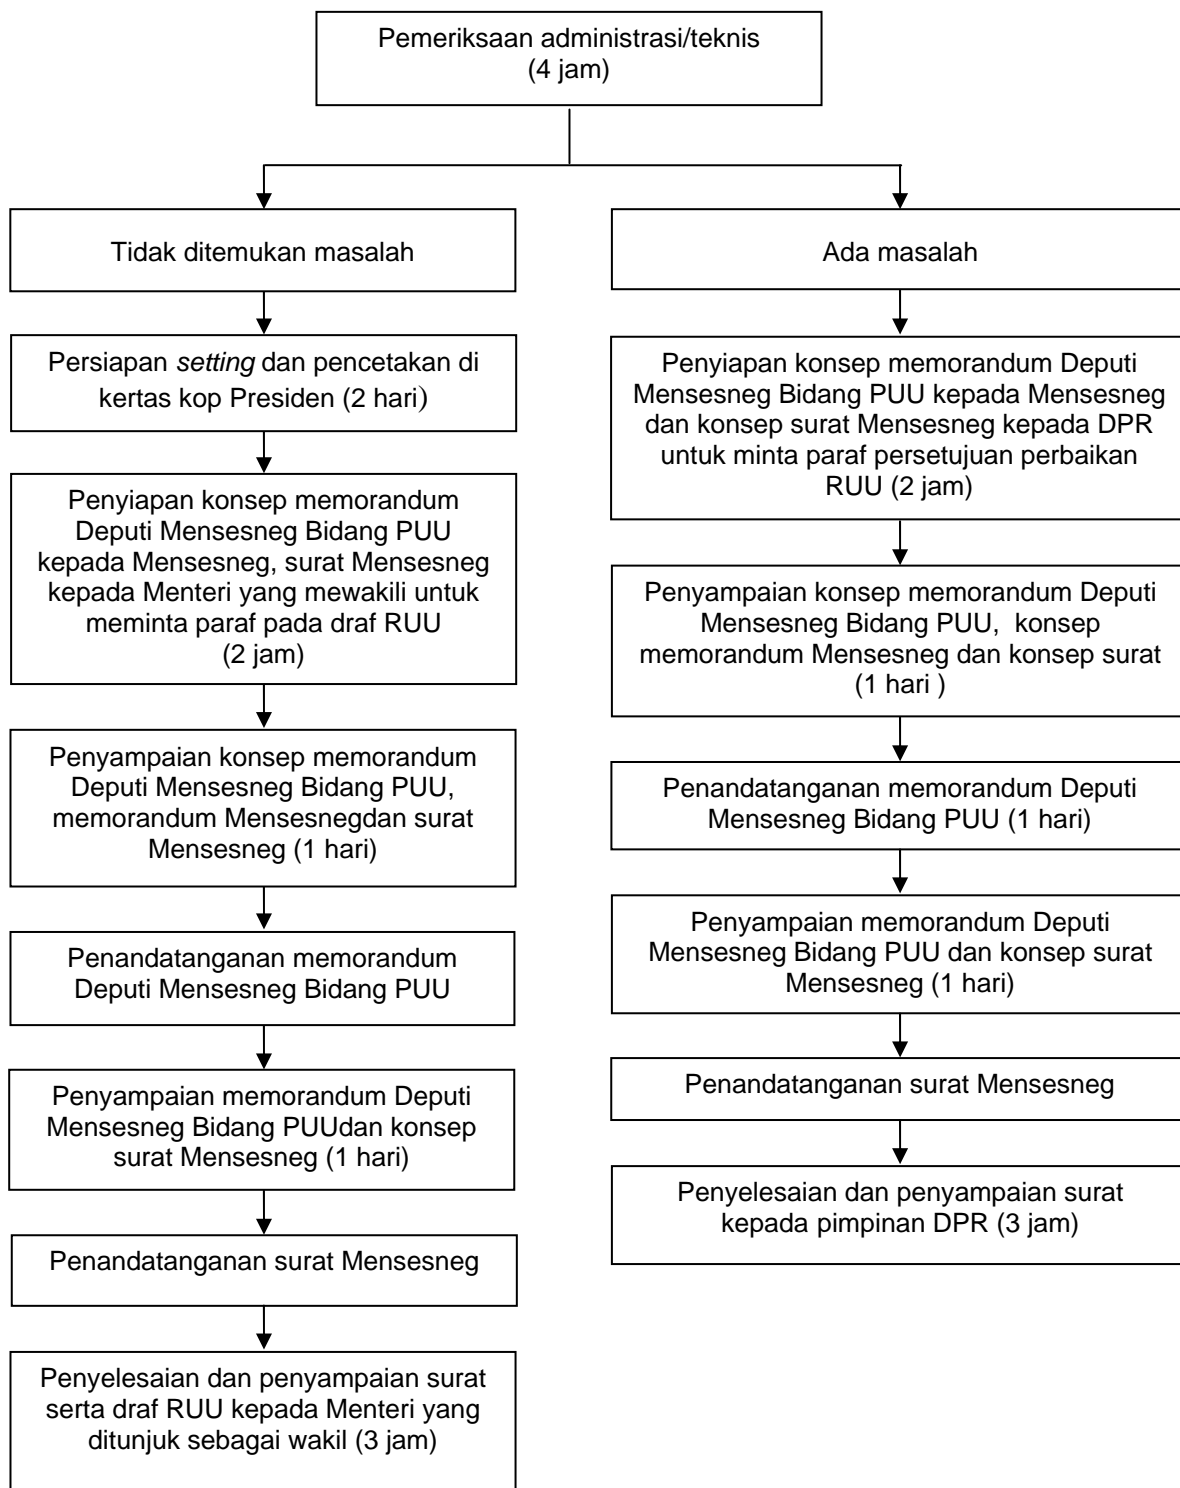 Pemeriksaan administrasi/teknis
(4 jam)
Tidak ditemukan masalah
Persiapan setting dan pencetakan di
kertas kop Presiden (2 hari)
Penyiapan konsep memorandum
Deputi Mensesneg Bidang PUU
kepada Mensesneg, surat Mensesneg
kepada Menteri yang mewakili untuk
meminta paraf pada draf RUU
(2 jam)
Penyampaian konsep memorandum
Deputi Mensesneg Bidang PUU,
memorandum Mensesnegdan surat
Mensesneg (1 hari)
Penandatanganan memorandum
Deputi Mensesneg Bidang PUU
Penyampaian memorandum Deputi
Mensesneg Bidang PUUdan konsep
surat Mensesneg (1 hari)
Penandatanganan surat Mensesneg
Penyelesaian dan penyampaian surat
serta draf RUU kepada Menteri yang
ditunjuk sebagai wakil (3 jam)
Ada masalah
Penyiapan konsep memorandum Deputi
Mensesneg Bidang PUU kepada Mensesneg
dan konsep surat Mensesneg kepada DPR
untuk minta paraf persetujuan perbaikan
RUU (2 jam)
Penyampaian konsep memorandum Deputi
Mensesneg Bidang PUU, konsep
memorandum Mensesneg dan konsep surat
(1 hari )
Penandatanganan memorandum Deputi
Mensesneg Bidang PUU (1 hari)
Penyampaian memorandum Deputi
Mensesneg Bidang PUU dan konsep surat
Mensesneg (1 hari)
Penandatanganan surat Mensesneg
Penyelesaian dan penyampaian surat
kepada pimpinan DPR (3 jam)